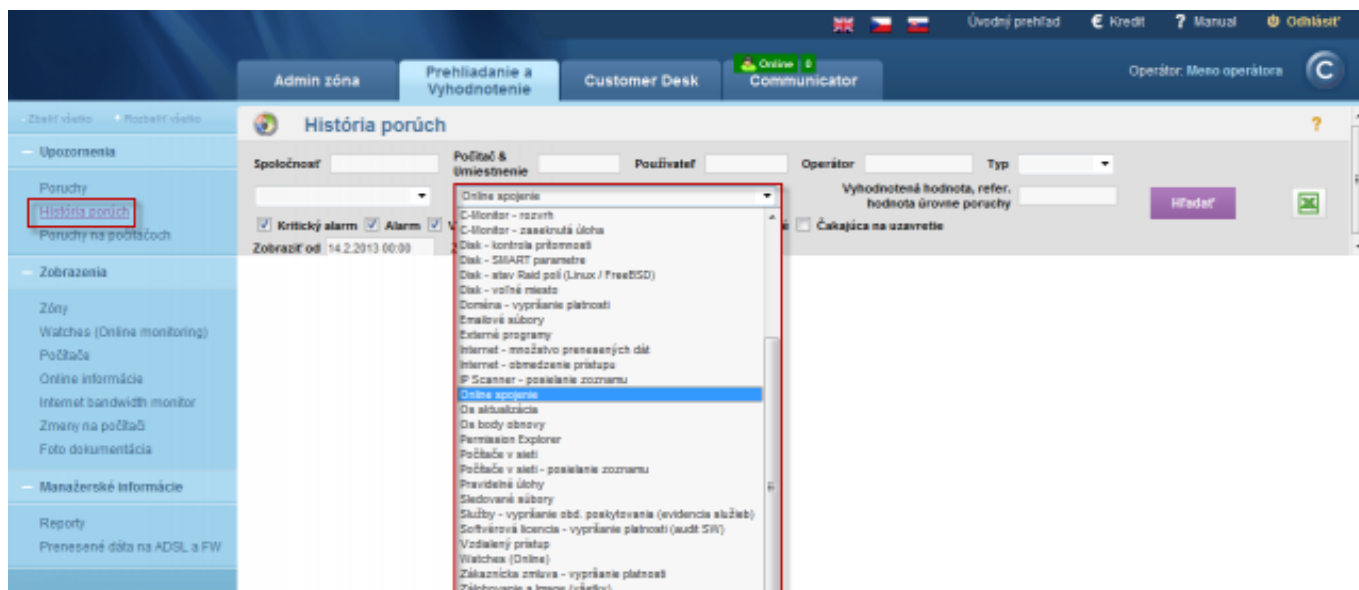 Úvodný prehľad € Kredit ? Manual Odhlásiť
Admin zóna
Prehliadanie a
Vyhodnotenie
Customer Desk
Online | 0
Communicator
Operátor: Meno operátora
Zbaliť všetko Rozbaliť všetko
Upozornenia
Poruchy
História porúch
Poruchy na počítačoch
Zobrazenia
Zóny
Watches (Online monitoring)
Počítače
Online informácie
Internet bandwidth monitor
Zmeny na počítači
Foto dokumentácia
Manažerské informácie
Reporty
Prenesené dáta na ADSL a FW
História porúch
?
Spoločnosť
Počítač &
Umiestnenie
Používateľ
Operátor
Typ
Online spojenie
Vyhodnotená hodnota, refer.
hodnota úrovne poruchy
Hľadať
Kritický alarm Alarm V
é Čakajúca na uzavretie
Zobraziť od 14.2.2013 00:00
C-Monitor - rozvrh
C-Monitor - zaseknutá úloha
Disk - kontrola prítomnosti
Disk - SMART parametre
Disk - stav Raid polí (Linux / FreeBSD)
Disk - voľné miesto
Doména - vypršanie platnosti
Emailové súbory
Externé programy
Internet - množstvo prenesených dát
Internet - obmedzenie prístupu
IP Scanner - posielanie zoznamu
Online spojenie
Os aktualizácia
Os body obnovy
Permission Explorer
Počítače v sieti
Počítače v sieti - posielanie zoznamu
Pravidelné úlohy
Sledované súbory
Služby - vypršanie obd. poskytovania (evidencia služieb)
Softvérová licencia - vypršanie platnosti (audit SW)
Vzdialený prístup
Watches (Online)
Zákaznícka zmluva - vypršanie platnosti
Zálohovanie a Image (všetky)